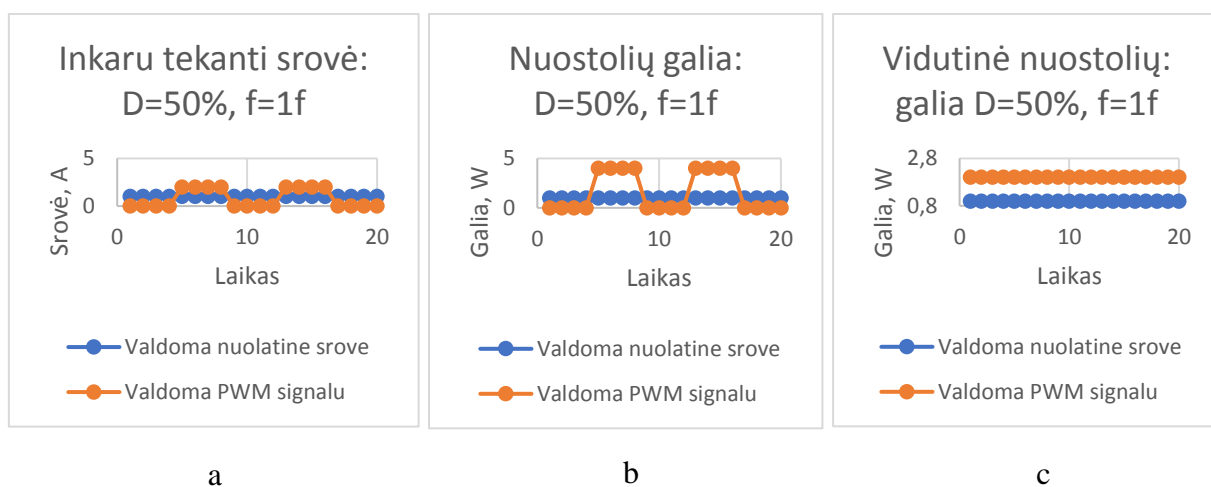 Inkaru tekanti srovė:
D=50%, f=1f
Srovė, A
5
0
0
10
20
Laikas
Valdoma nuolatine srove
Valdoma PWM signalu
a
Nuostolių galia:
D=50%, f=1f
Galia, W
5
0
0
10
20
Laikas
Valdoma nuolatine srove
Valdoma PWM signalu
b
Vidutinė nuostolių:
galia D=50%, f=1f
Galia, W
2,8
0,8
0
10
20
Laikas
Valdoma nuolatine srove
Valdoma PWM signalu
c